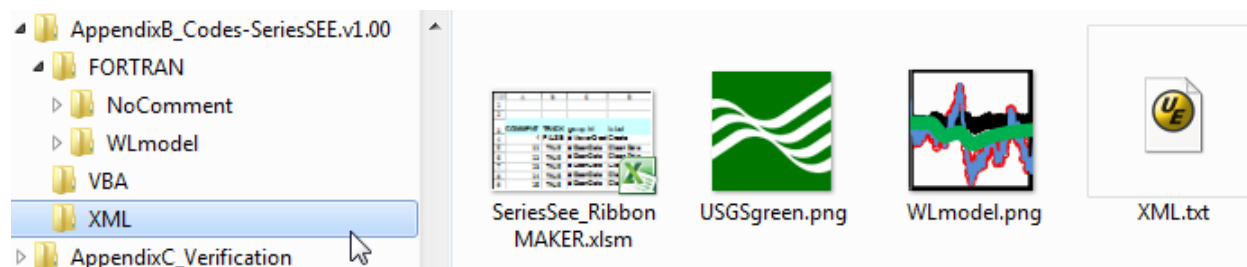 AppendixB_Codes-SeriesSEE.v1.00
FORTRAN
NoComment
WLmodel
VBA
XML
AppendixC_Verification
SeriesSee_Ribbon
MAKER.xlsm
USGSgreen.png
WLmodel.png
XML.txt
UE